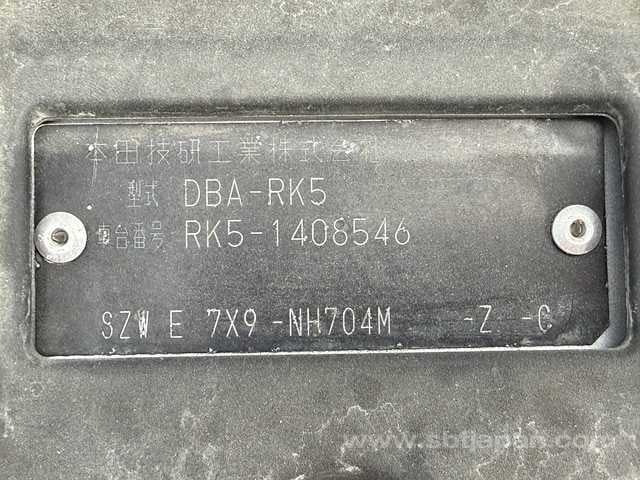 本田技研工業株式会社
型式 DBA-RK5
車台番号 RK5-1408546
SZW E 7X9 -NH704M -Z -C
www.sbtjapan.com